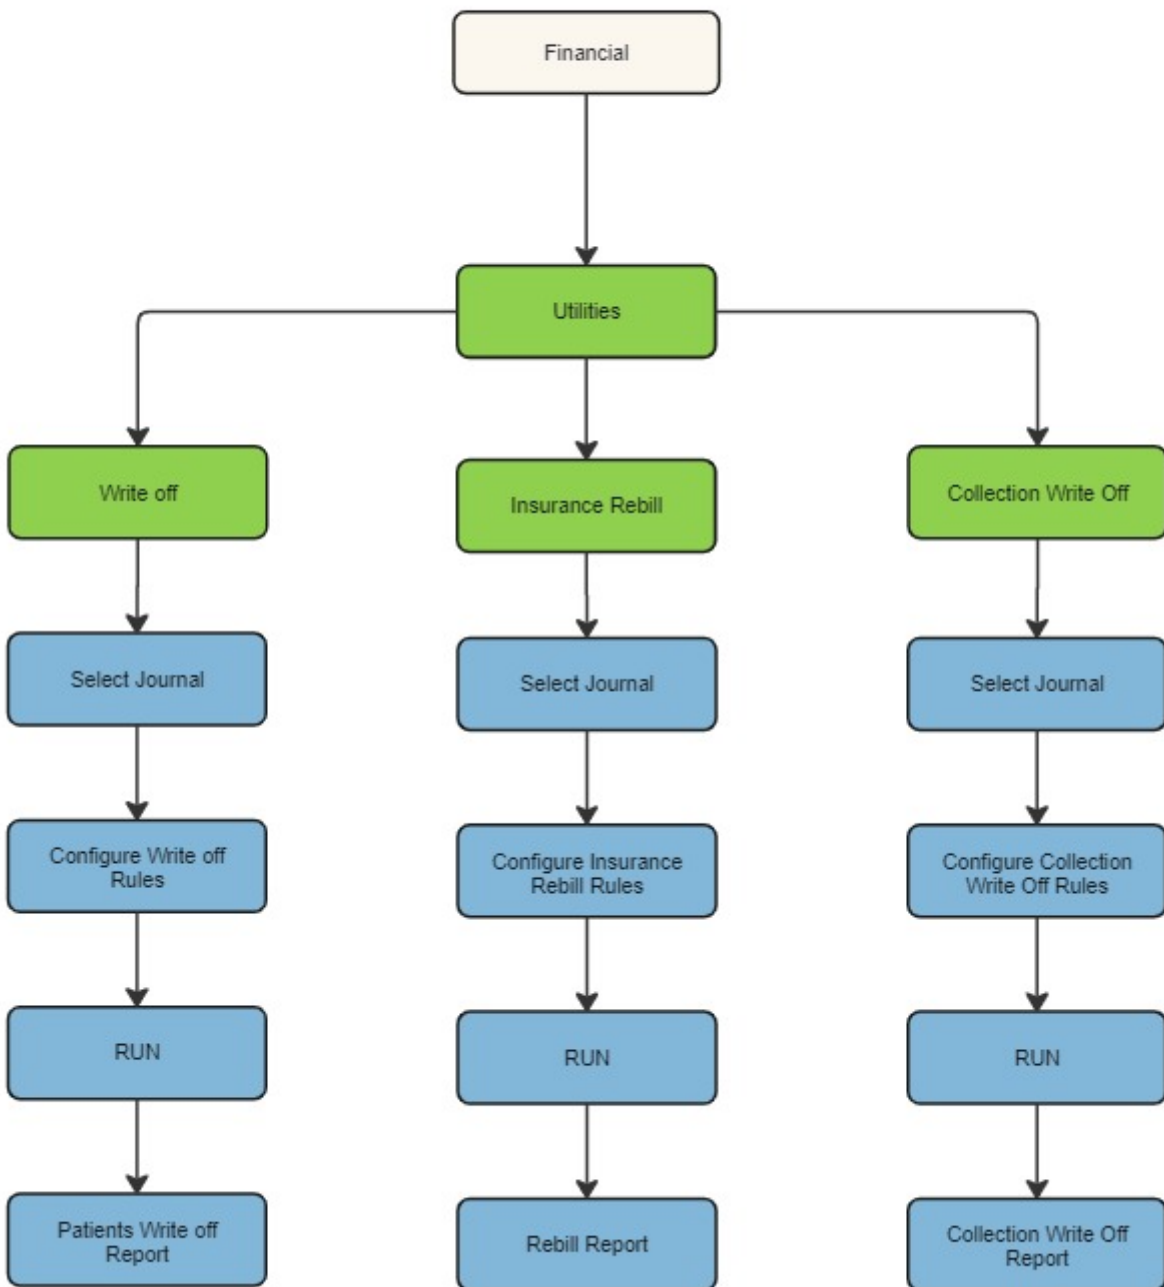 Financial
Utilities
Write off
Insurance Rebill
Collection Write Off
Select Journal
Select Journal
Select Journal
Configure Write off
Rules
Configure Insurance
Rebill Rules
Configure Collection
Write Off Rules
RUN
RUN
RUN
Patients Write off
Report
Rebill Report
Collection Write Off
Report